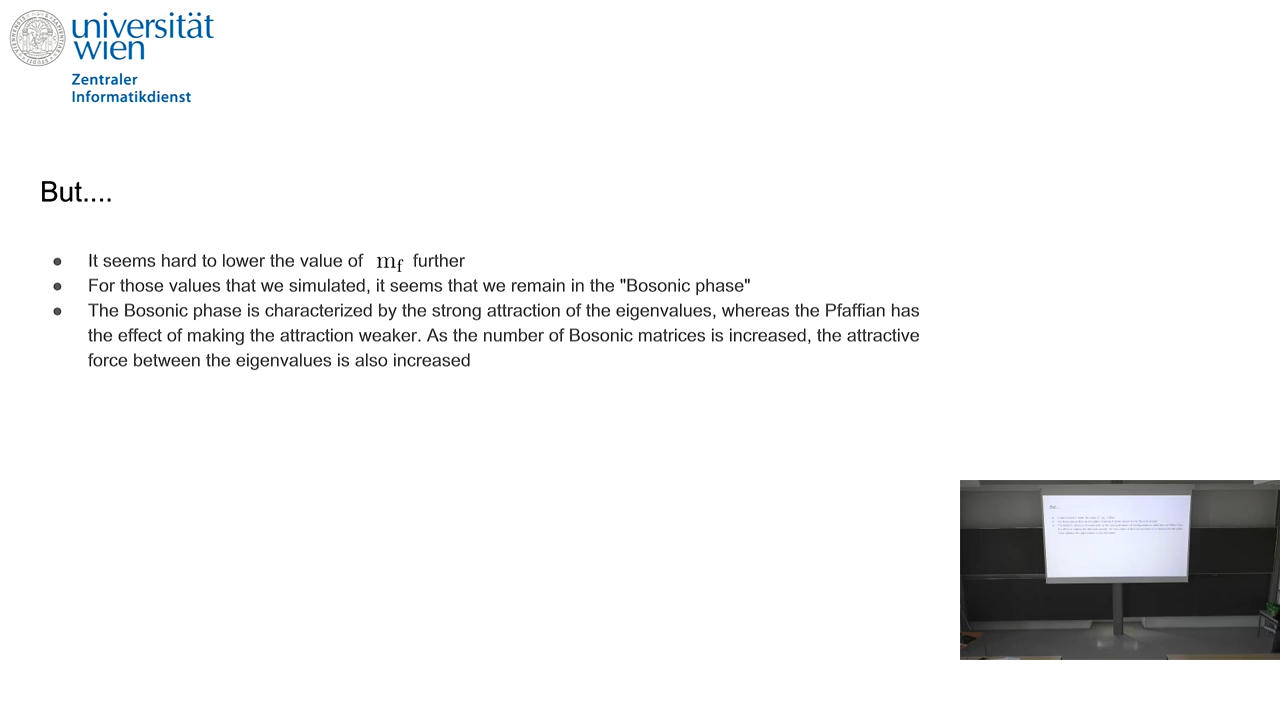 universität
wien
Zentraler
Informatikdienst
But....
● It seems hard to lower the value of m_f further
● For those values that we simulated, it seems that we remain in the "Bosonic phase"
● The Bosonic phase is characterized by the strong attraction of the eigenvalues, whereas the Pfaffian has
the effect of making the attraction weaker. As the number of Bosonic matrices is increased, the attractive
force between the eigenvalues is also increased
But...